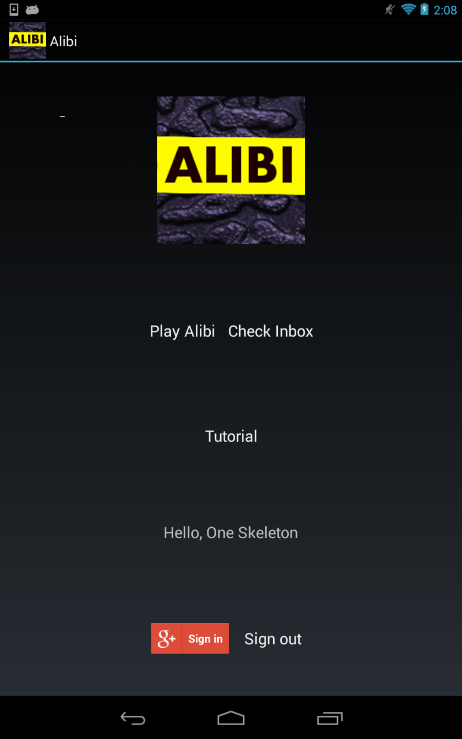 2:08
ALIBI Alibi
ALIBI
Play Alibi Check Inbox
Tutorial
Hello, One Skeleton
g+ Sign in Sign out